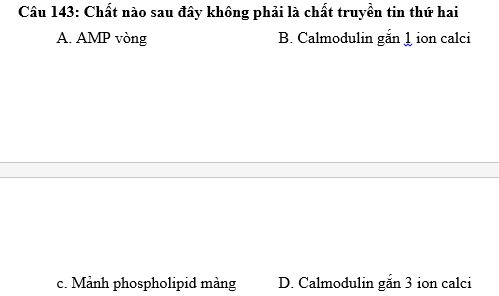 Câu 143: Chất nào sau đây không phải là chất truyền tin thứ hai
A. AMP vòng B. Calmodulin gắn 1 ion calci
c. Mảnh phospholipid màng D. Calmodulin gắn 3 ion calci